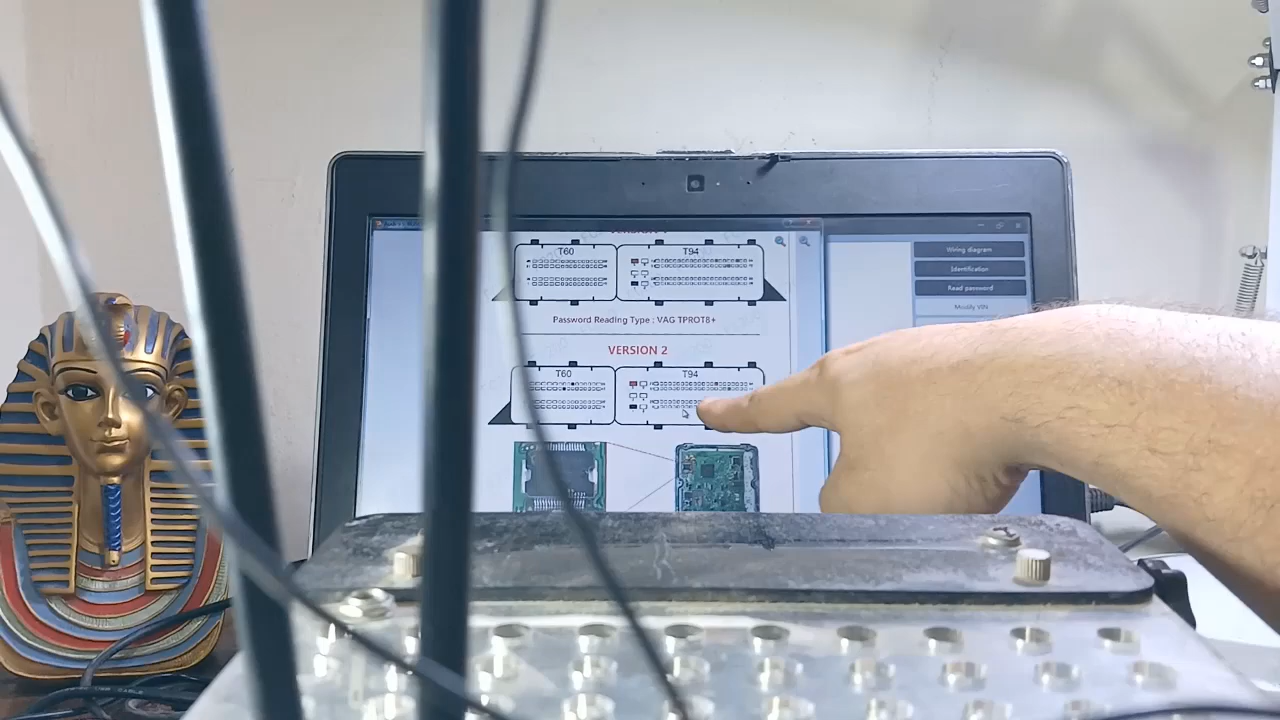 T60 T94
Password Reading Type : VAG TPROT8+
VERSION 2
T60 T94
Wiring diagram
Identification
Read password
Modify VIN